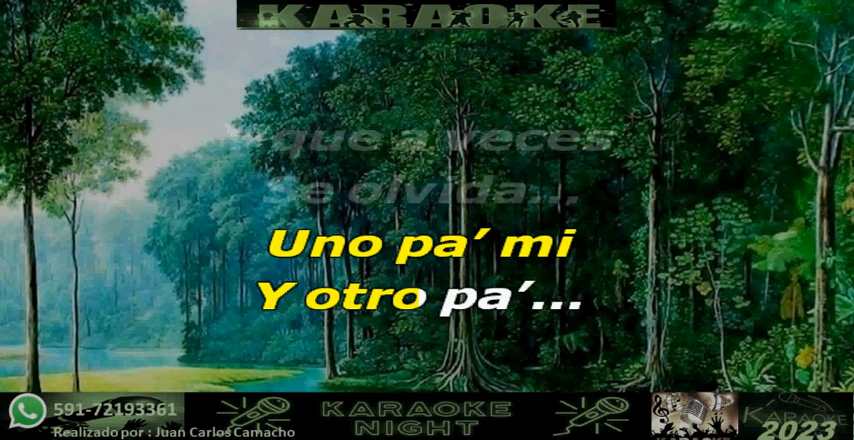 KARAOKE
que a veces
Se olvida...
Uno pa’ mi
Y otro pa’...
591-72193361
Realizado por : Juan Carlos Camacho
KARAOKE
NIGHT
KARAOKE
KARAOKE
2023